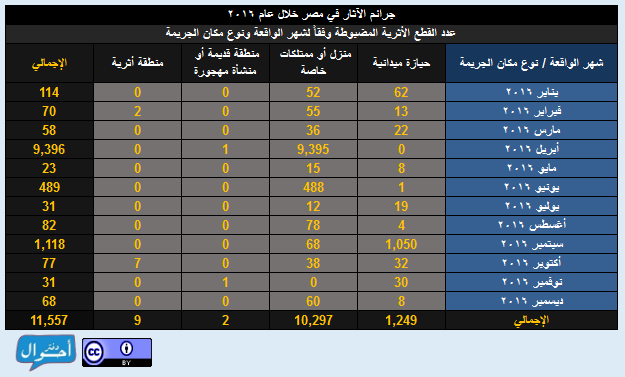 جرائم الآثار في مصر خلال عام ٢٠١٦
عدد القطع الأثرية المضبوطة وفقاً لشهر الواقعة ونوع مكان الجريمة
شهر الواقعة / نوع مكان الجريمة حيازة ميدانية منزل أو ممتلكات خاصة منطقة قديمة أو منشأة مهجورة منطقة أثرية الإجمالي
يناير ٢٠١٦ 62 52 0 0 114
فبراير ٢٠١٦ 13 55 0 2 70
مارس ٢٠١٦ 22 36 0 0 58
أبريل ٢٠١٦ 0 9,395 1 0 9,396
مايو ٢٠١٦ 8 15 0 0 23
يونيو ٢٠١٦ 1 488 0 0 489
يوليو ٢٠١٦ 19 12 0 0 31
أغسطس ٢٠١٦ 4 78 0 0 82
سبتمبر ٢٠١٦ 1,050 68 0 0 1,118
أكتوبر ٢٠١٦ 32 38 0 7 77
نوفمبر ٢٠١٦ 30 0 1 0 31
ديسمبر ٢٠١٦ 8 60 0 0 68
الإجمالي 1,249 10,297 2 9 11,557
دفتر أحوال
cc BY